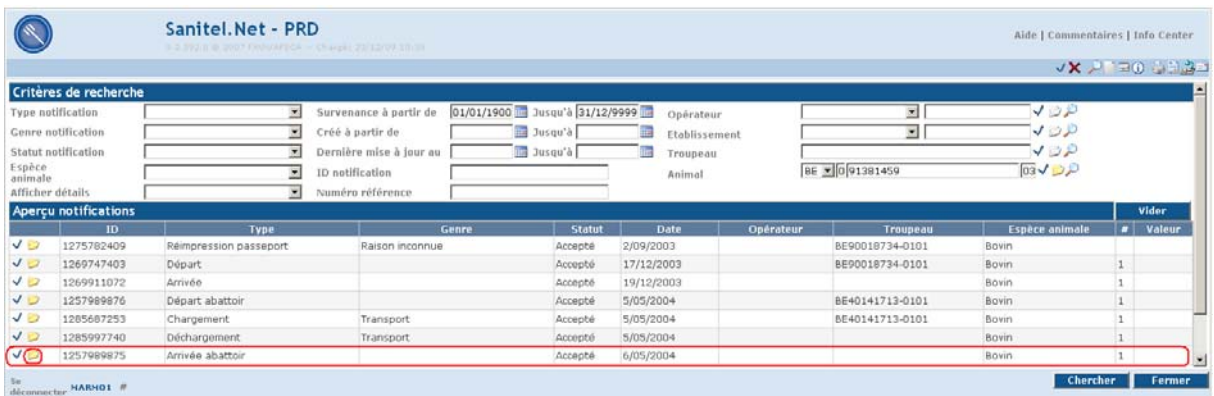 Sanitel.Net - PRD
Aide | Commentaires | Info Center
Critères de recherche
Type notification Survenance à partir de 01/01/1900 Jusqu'à 31/12/9999 Opérateur
Genre notification Créé à partir de Jusqu'à Etablissement
Statut notification Dernière mise à jour au Jusqu'à Troupeau
Espèce animale ID notification Animal BE 0 91381459 03
Afficher détails Numéro référence
Aperçu notifications Vider
ID Type Genre Statut Date Opérateur Troupeau Espèce animale # Valeur
1275782409 Réimpression passeport Raison inconnue Accepté 2/09/2003 BE90018734-0101 Bovin
1269747403 Départ Accepté 17/12/2003 BE90018734-0101 Bovin 1
1269911072 Arrivée Accepté 19/12/2003 Bovin 1
1257989876 Départ abattoir Accepté 5/05/2004 BE40141713-0101 Bovin 1
1285687253 Chargement Transport Accepté 5/05/2004 BE40141713-0101 Bovin 1
1285997740 Déchargement Transport Accepté 5/05/2004 Bovin 1
1257989875 Arrivée abattoir Accepté 6/05/2004 Bovin 1
Se déconnecter HARM01 # Chercher Fermer